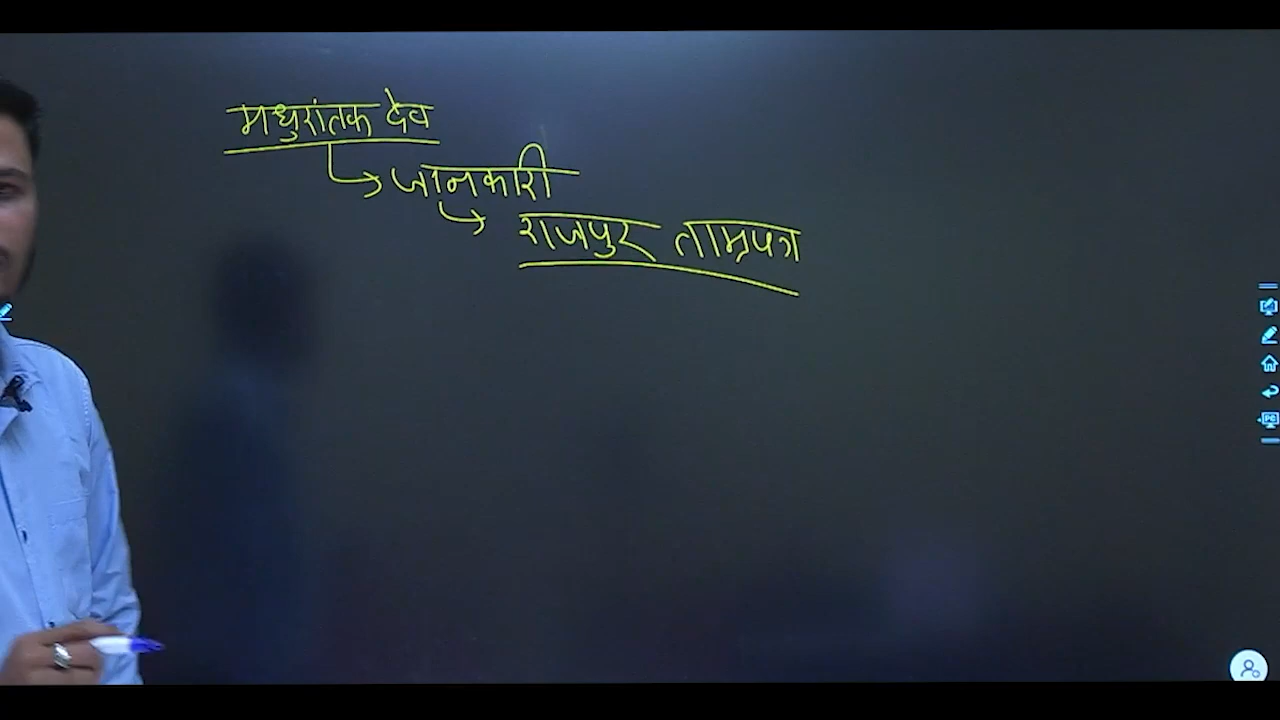 मधुरांतक देव
जानकारी
राजपुर ताम्रपत्र